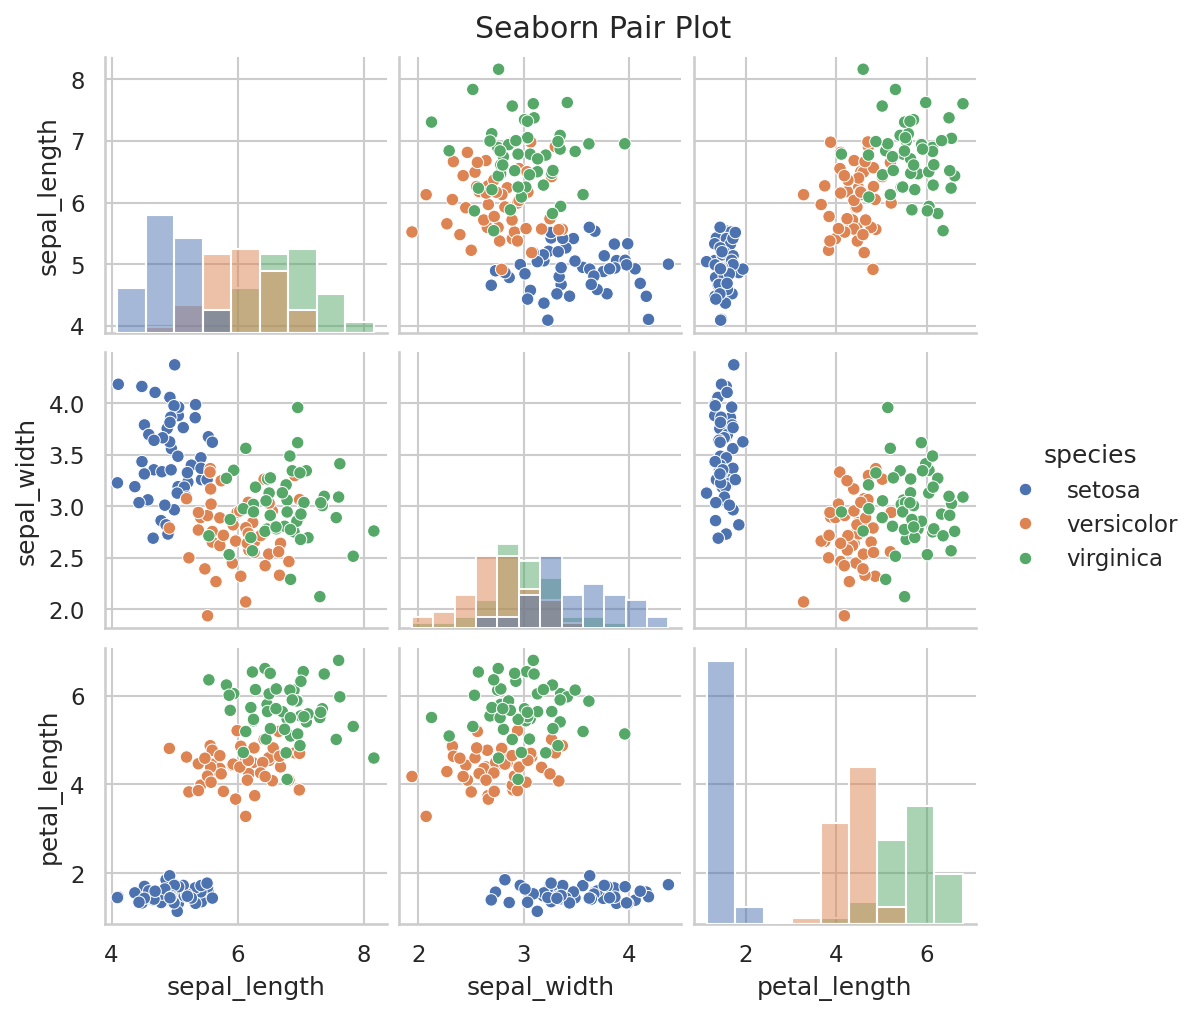 Seaborn Pair Plot
sepal_length
8
7
6
5
4
sepal_width
4.0
3.5
3.0
2.5
2.0
petal_length
6
4
2
4 6 8
2 3 4
2 4 6
sepal_length
sepal_width
petal_length
species
setosa
versicolor
virginica